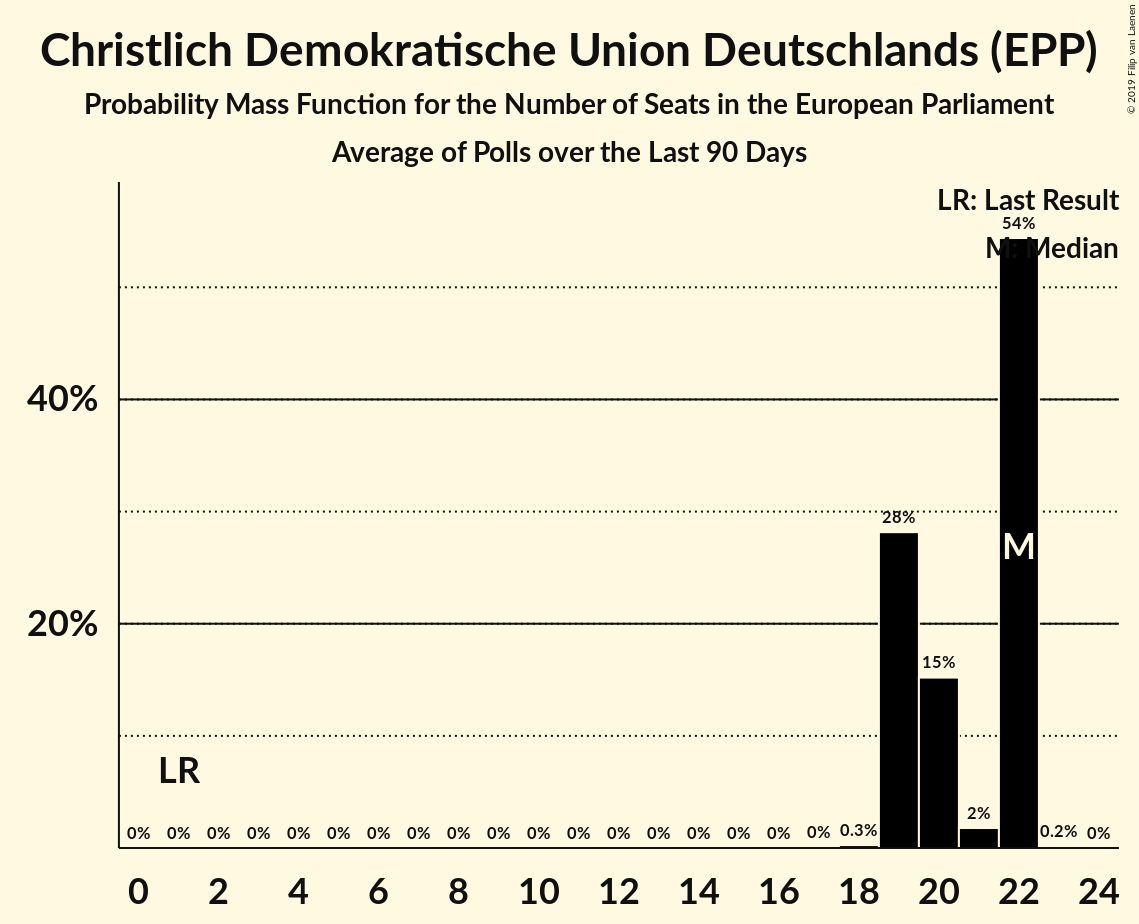 Christlich Demokratische Union Deutschlands (EPP)
Probability Mass Function for the Number of Seats in the European Parliament
Average of Polls over the Last 90 Days
© 2019 Filip van Laenen
LR: Last Result
54%
M: Median
40%
28%
M
20%
15%
LR
0% 0% 0% 0% 0% 0% 0% 0% 0% 0% 0% 0% 0% 0% 0% 0% 0% 0% 0.3% 2% 0.2% 0%
0 2 4 6 8 10 12 14 16 18 20 22 24